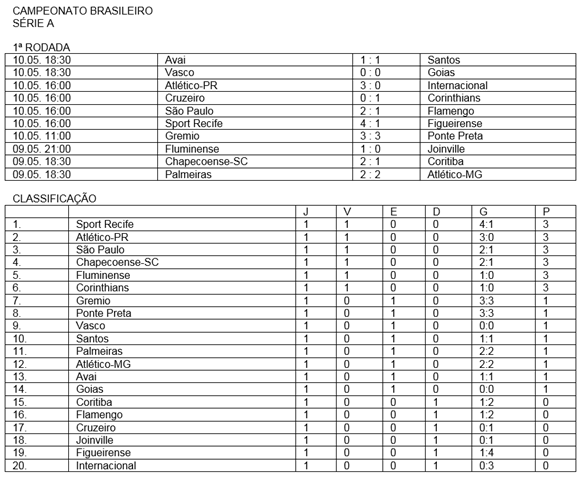 CAMPEONATO BRASILEIRO
SÉRIE A
1ª RODADA
10.05. 18:30 Avai 1 : 1 Santos
10.05. 18:30 Vasco 0 : 0 Goias
10.05. 16:00 Atlético-PR 3 : 0 Internacional
10.05. 16:00 Cruzeiro 0 : 1 Corinthians
10.05. 16:00 São Paulo 2 : 1 Flamengo
10.05. 16:00 Sport Recife 4 : 1 Figueirense
10.05. 11:00 Gremio 3 : 3 Ponte Preta
09.05. 21:00 Fluminense 1 : 0 Joinville
09.05. 18:30 Chapecoense-SC 2 : 1 Coritiba
09.05. 18:30 Palmeiras 2 : 2 Atlético-MG
CLASSIFICAÇÃO
J V E D G P
1. Sport Recife 1 1 0 0 4:1 3
2. Atlético-PR 1 1 0 0 3:0 3
3. São Paulo 1 1 0 0 2:1 3
4. Chapecoense-SC 1 1 0 0 2:1 3
5. Fluminense 1 1 0 0 1:0 3
6. Corinthians 1 1 0 0 1:0 3
7. Gremio 1 0 1 0 3:3 1
8. Ponte Preta 1 0 1 0 3:3 1
9. Vasco 1 0 1 0 0:0 1
10. Santos 1 0 1 0 1:1 1
11. Palmeiras 1 0 1 0 2:2 1
12. Atlético-MG 1 0 1 0 2:2 1
13. Avai 1 0 1 0 1:1 1
14. Goias 1 0 1 0 0:0 1
15. Coritiba 1 0 0 1 1:2 0
16. Flamengo 1 0 0 1 1:2 0
17. Cruzeiro 1 0 0 1 0:1 0
18. Joinville 1 0 0 1 0:1 0
19. Figueirense 1 0 0 1 1:4 0
20. Internacional 1 0 0 1 0:3 0